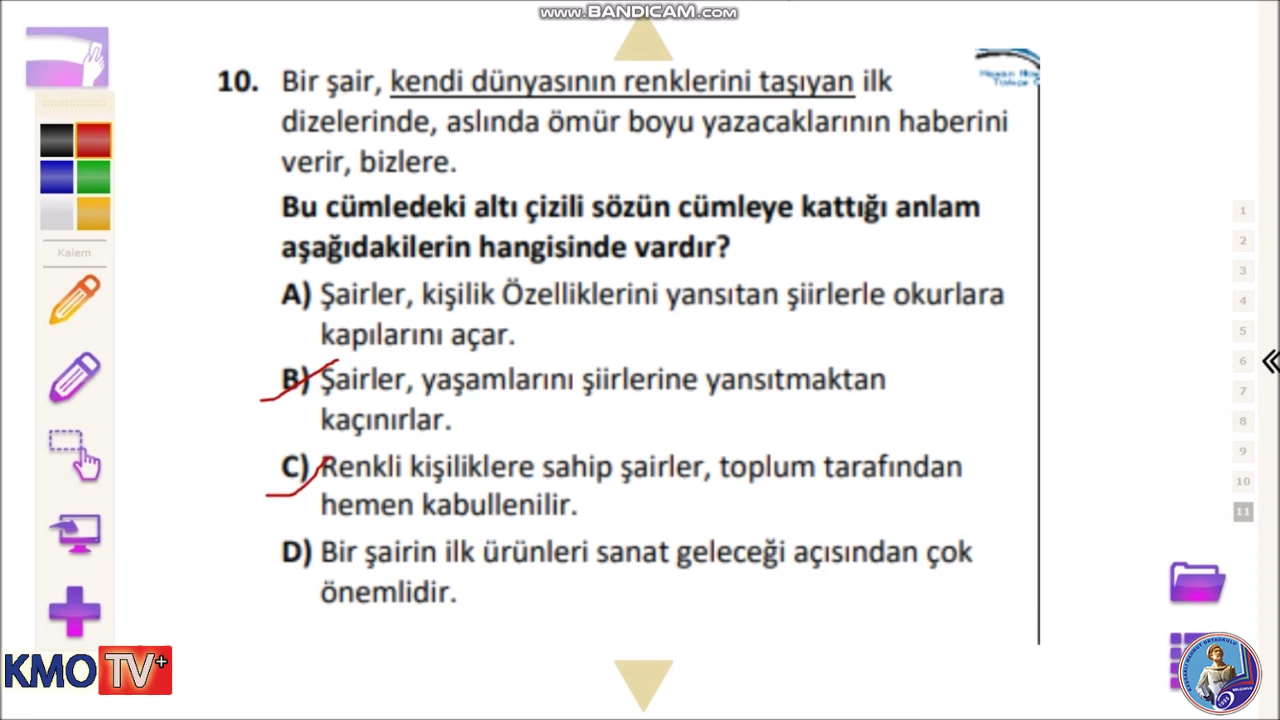 www.BANDICAM.com
10. Bir şair, kendi dünyasının renklerini taşıyan ilk
dizelerinde, aslında ömür boyu yazacaklarının haberini
verir, bizlere.
Bu cümledeki altı çizili sözün cümleye kattığı anlam
aşağıdakilerin hangisinde vardır?
A) Şairler, kişilik Özelliklerini yansıtan şiirlerle okurlara
kapılarını açar.
B) Şairler, yaşamlarını şiirlerine yansıtmaktan
kaçınırlar.
C) Renkli kişiliklere sahip şairler, toplum tarafından
hemen kabullenilir.
D) Bir şairin ilk ürünleri sanat geleceği açısından çok
önemlidir.
Kalem
1
2
3
4
5
6
7
8
9
10
11
KMO TV+